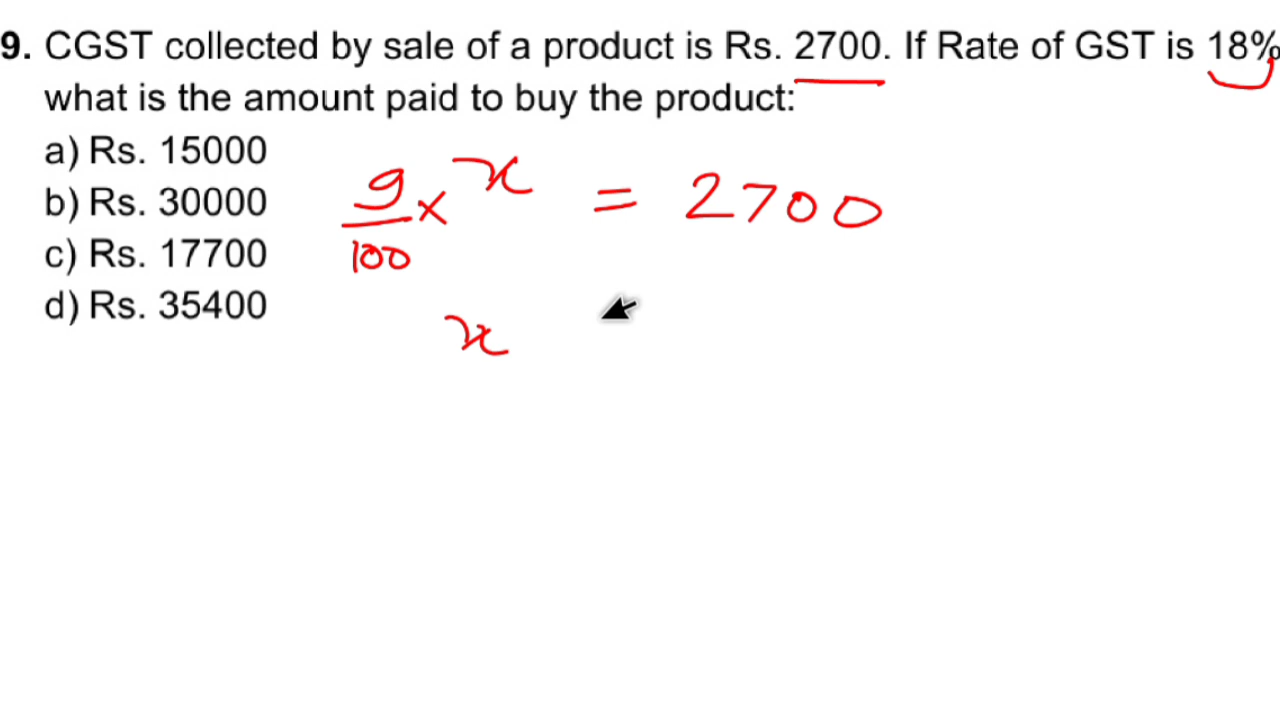 9. CGST collected by sale of a product is Rs. 2700. If Rate of GST is 18%
what is the amount paid to buy the product:
a) Rs. 15000
b) Rs. 30000
c) Rs. 17700
d) Rs. 35400
9/100 × x = 2700
x